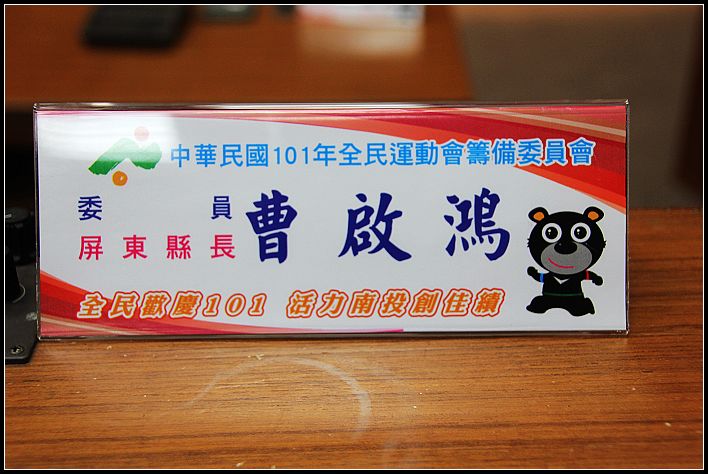 中華民國101年全民運動會籌備委員會
委員
屏東縣長
曹啟鴻
全民歡慶101 活力南投創佳績